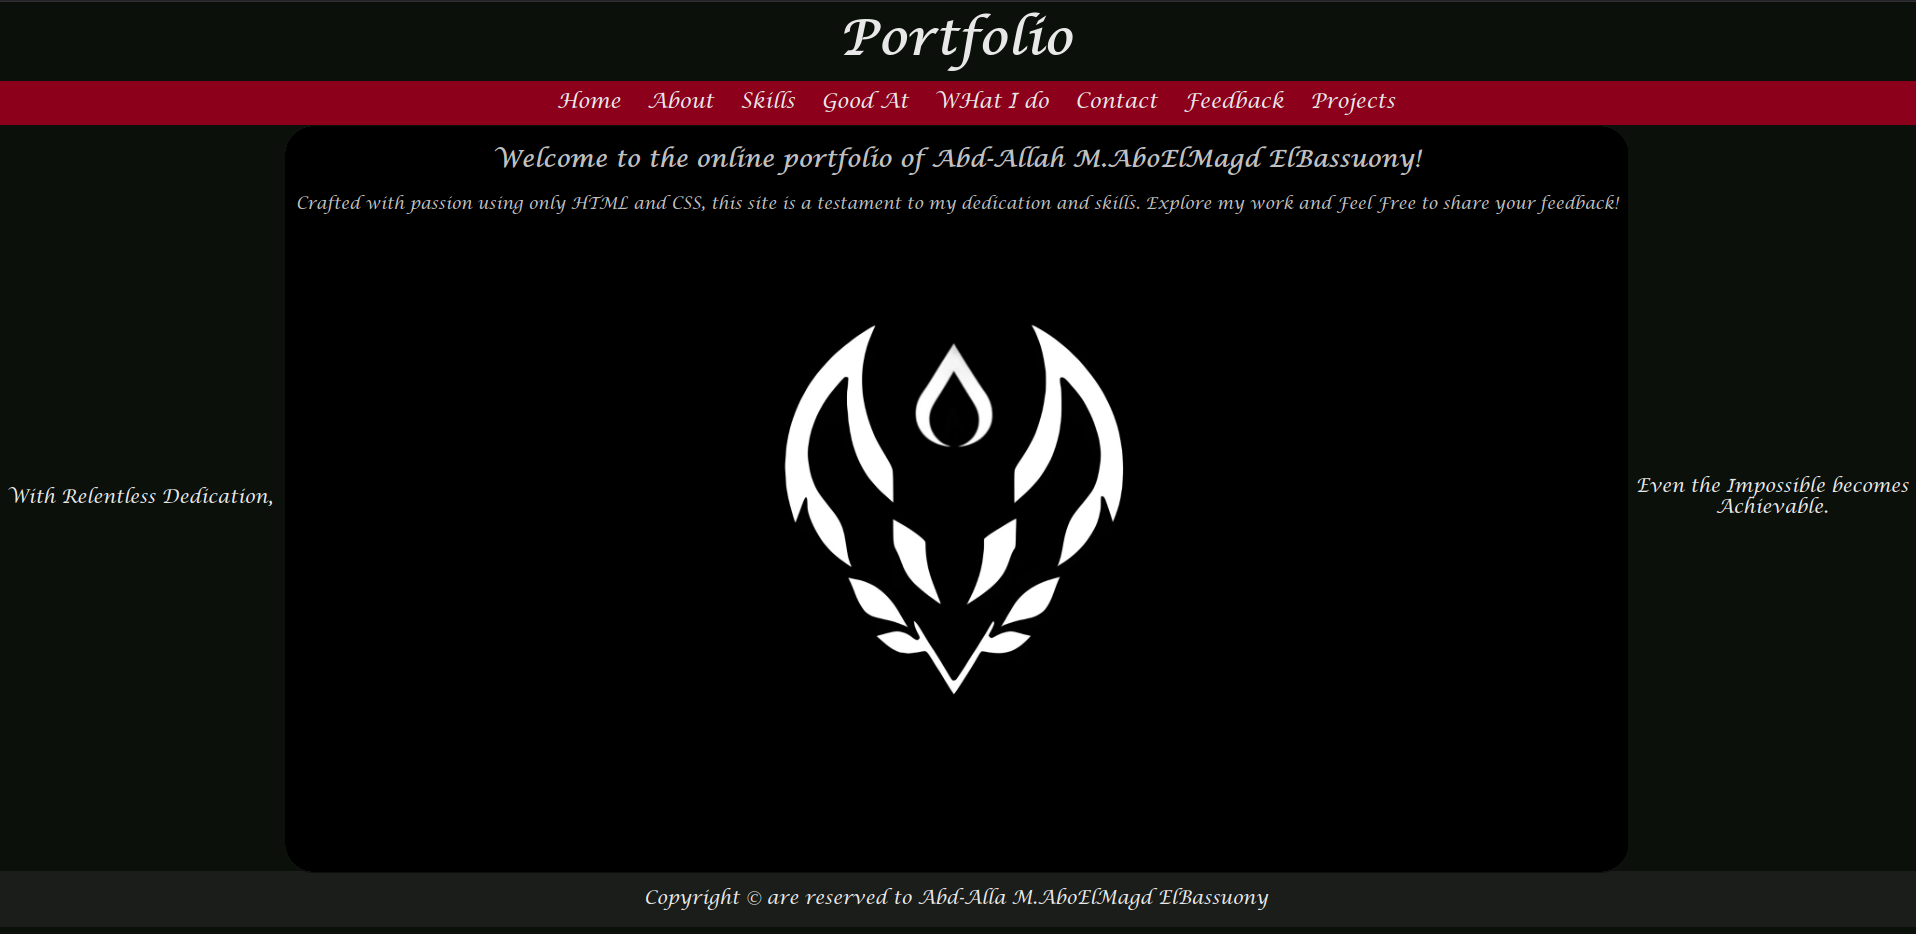 Portfolio
Home About Skills Good At WHat I do Contact Feedback Projects
Welcome to the online portfolio of Abd-Allah M.AboElMagd ElBassuony!
Crafted with passion using only HTML and CSS, this site is a testament to my dedication and skills. Explore my work and Feel Free to share your feedback!
With Relentless Dedication,
Even the Impossible becomes
Achievable.
Copyright © are reserved to Abd-Alla M.AboElMagd ElBassuony